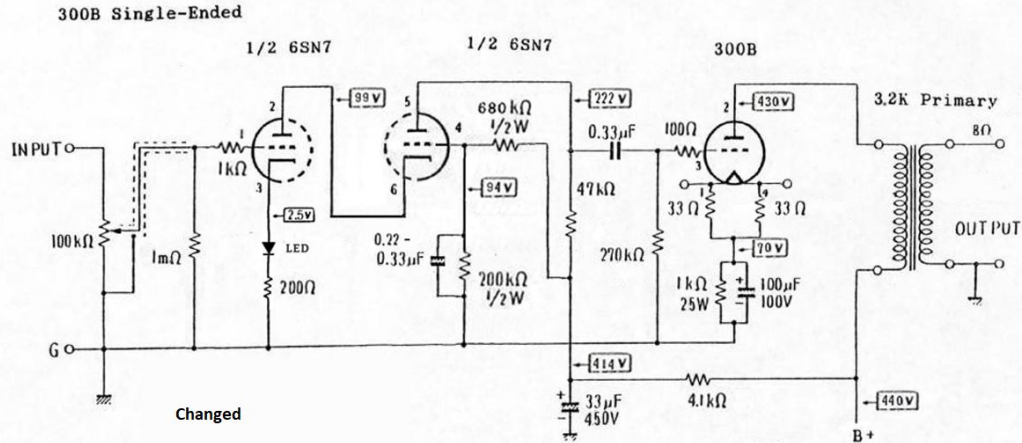 300B Single-Ended
1/2 6SN7
1/2 6SN7
300B
2
99V
5
680kΩ
1/2W
4
222V
0.33μF
100Ω
2
430V
3.2K Primary
8Ω
INPUT
1
1kΩ
3
6
94V
47kΩ
3
1
4
33Ω
33Ω
2.5V
LED
100kΩ
1mΩ
200Ω
0.22-
0.33μF
200kΩ
1/2W
270kΩ
70V
1kΩ
25W
+
-
100μF
100V
OUTPUT
G
414V
+
-
33μF
450V
4.1kΩ
440V
B+
Changed